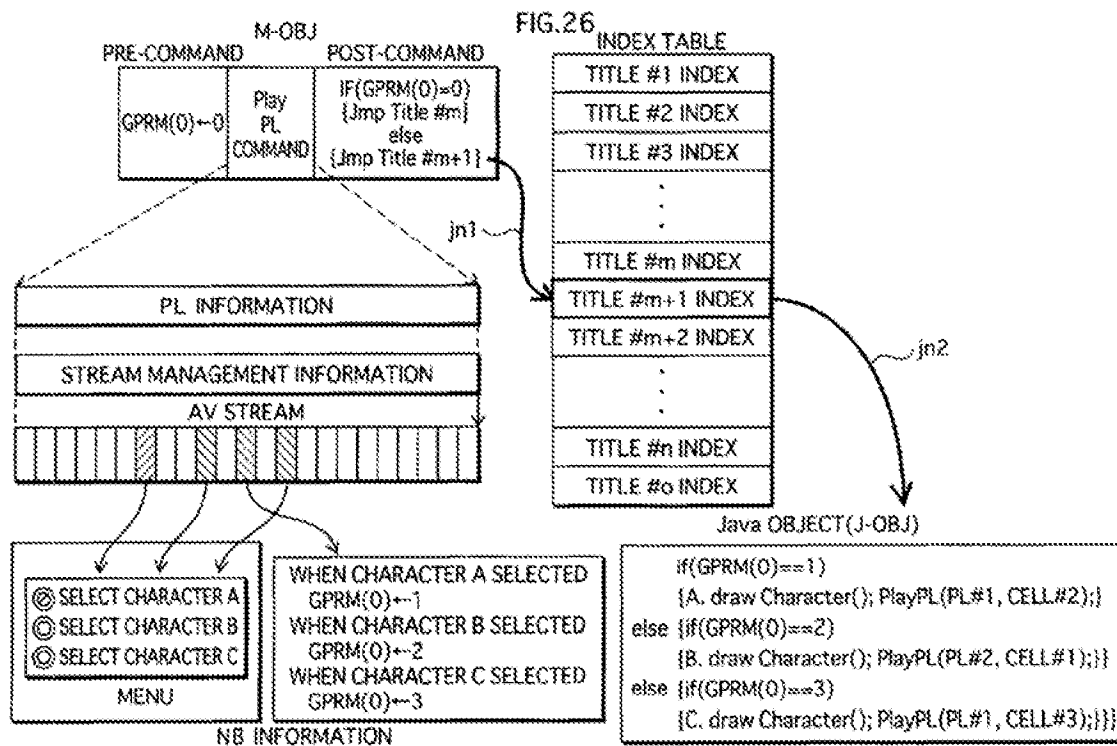 FIG.26
M-OBJ
PRE-COMMAND
POST-COMMAND
GPRM(0)←0
Play
PL
COMMAND
IF(GPRM(0)=0)
{Jmp Title #m}
else
{Jmp Title #m+1}
jn1
PL INFORMATION
STREAM MANAGEMENT INFORMATION
AV STREAM
SELECT CHARACTER A
SELECT CHARACTER B
SELECT CHARACTER C
MENU
WHEN CHARACTER A SELECTED
GPRM(0)←1
WHEN CHARACTER B SELECTED
GPRM(0)←2
WHEN CHARACTER C SELECTED
GPRM(0)←3
NB INFORMATION
INDEX TABLE
TITLE #1 INDEX
TITLE #2 INDEX
TITLE #3 INDEX
TITLE #m INDEX
TITLE #m+1 INDEX
TITLE #m+2 INDEX
TITLE #n INDEX
TITLE #o INDEX
jn2
Java OBJECT(J-OBJ)
if(GPRM(0)==1)
{A. draw Character(); PlayPL(PL#1, CELL#2);}
else {if(GPRM(0)==2)
{B. draw Character(); PlayPL(PL#2, CELL#1);}}
else {if(GPRM(0)==3)
{C. draw Character(); PlayPL(PL#1, CELL#3);}}}